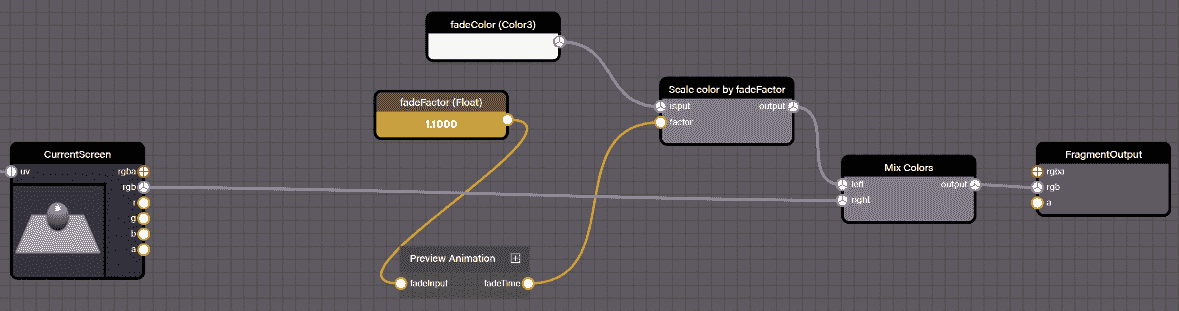 fadeColor (Color3)
fadeFactor (Float)
1.1000
Scale color by fadeFactor
input output
factor
CurrentScreen
uv rgba
rgb
r
g
b
a
Mix Colors
left output
right
FragmentOutput
rgba
rgb
a
Preview Animation
fadeInput fadeTime